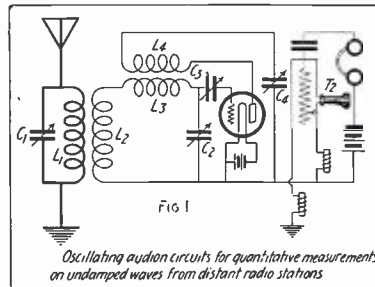 L4
C3
L3
C4
T2
C1
L1
L2
C2
FIG 1
Oscillating audion circuits for quantitative measurements
on undamped waves from distant radio stations